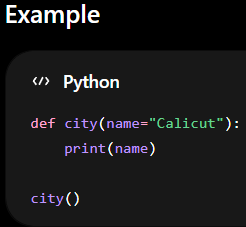 Example
</> Python
def city(name="Calicut"):
    print(name)
city()